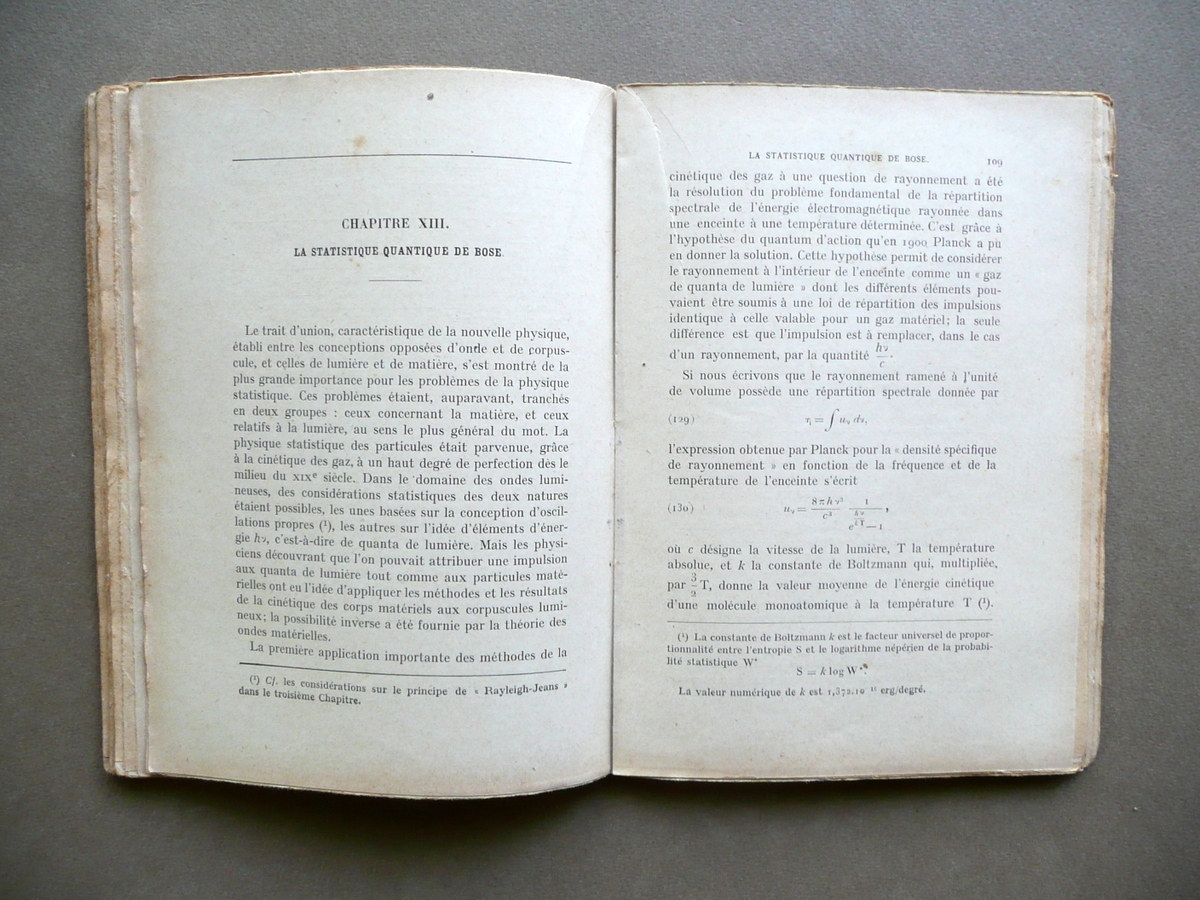 CHAPITRE XIII.
LA STATISTIQUE QUANTIQUE DE BOSE.
Le trait d'union, caractéristique de la nouvelle physique,
établi entre les conceptions opposées d'onde et de corpus-
cule, et celles de lumière et de matière, s'est montré de la
plus grande importance pour les problèmes de la physique
statistique. Ces problèmes étaient, auparavant, tranchés
en deux groupes : ceux concernant la matière, et ceux
relatifs à la lumière, au sens le plus général du mot. La
physique statistique des particules était parvenue, grâce
à la cinétique des gaz, à un haut degré de perfection dès le
milieu du XIXe siècle. Dans le domaine des ondes lumi-
neuses, des considérations statistiques des deux natures
étaient possibles, les unes basées sur la conception d'oscil-
lations propres (¹), les autres sur l'idée d'éléments d'éner-
gie hν, c'est-à-dire de quanta de lumière. Mais les physi-
ciens découvrant que l'on pouvait attribuer une impulsion
aux quanta de lumière tout comme aux particules maté-
rielles ont eu l'idée d'appliquer les méthodes et les résultats
de la cinétique des corps matériels aux corpuscules lumi-
neux; la possibilité inverse a été fournie par la théorie des
ondes matérielles.
La première application importante des méthodes de la
(¹) Cf. les considérations sur le principe de « Rayleigh-Jeans »
dans le troisième Chapitre.
LA STATISTIQUE QUANTIQUE DE BOSE. 109
cinétique des gaz à une question de rayonnement a été
la résolution du problème fondamental de la répartition
spectrale de l'énergie électromagnétique rayonnée dans
une enceinte à une température déterminée. C'est grâce à
l'hypothèse du quantum d'action qu'en 1900 Planck a pu
en donner la solution. Cette hypothèse permit de considérer
le rayonnement à l'intérieur de l'enceinte comme un « gaz
de quanta de lumière » dont les différents éléments pou-
vaient être soumis à une loi de répartition des impulsions
identique à celle valable pour un gaz matériel; la seule
différence est que l'impulsion est à remplacer, dans le cas
d'un rayonnement, par la quantité hν/c.
Si nous écrivons que le rayonnement ramené à l'unité
de volume possède une répartition spectrale donnée par
(129) η = ∫ uν dν,
l'expression obtenue par Planck pour la « densité spécifique
de rayonnement » en fonction de la fréquence et de la
température de l'enceinte s'écrit
(130) uν = 8πhν³/c³ 1/(e^(hν/kT) − 1),
où c désigne la vitesse de la lumière, T la température
absolue, et k la constante de Boltzmann qui, multipliée,
par 3/2 T, donne la valeur moyenne de l'énergie cinétique
d'une molécule monoatomique à la température T (¹).
(¹) La constante de Boltzmann k est le facteur universel de propor-
tionnalité entre l'entropie S et le logarithme népérien de la probabi-
lité statistique W*
S = k log W*.
La valeur numérique de k est 1,372.10⁻¹⁶ erg/degré.